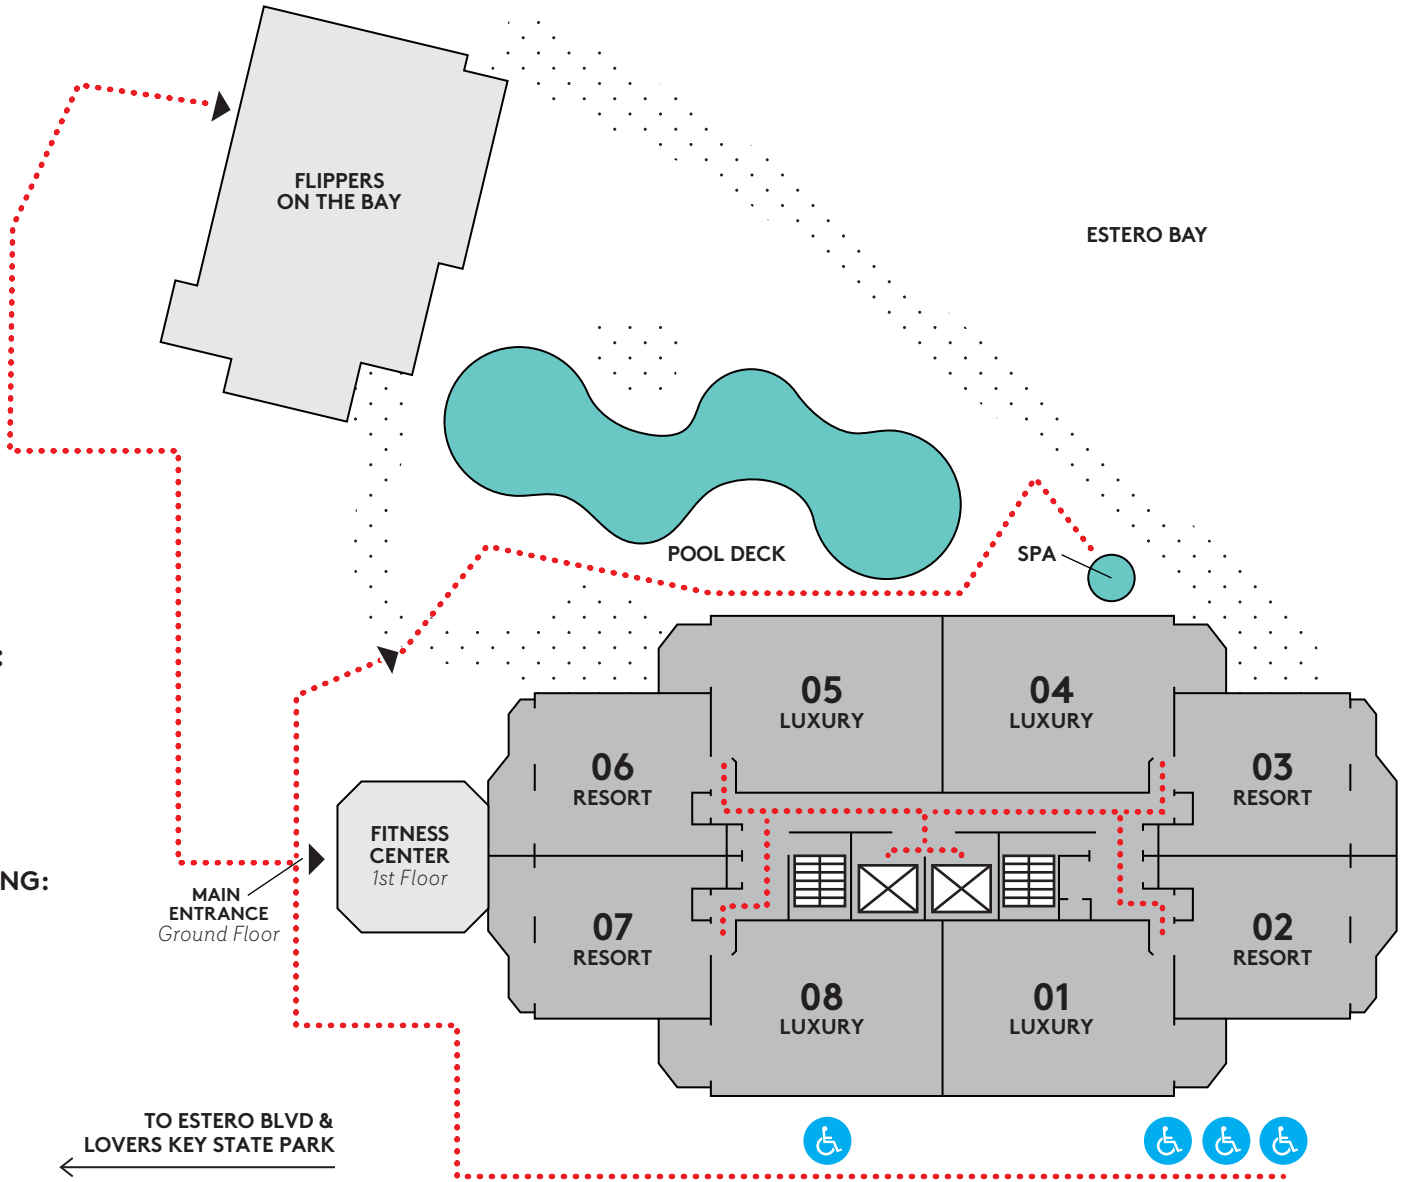 FLIPPERS
ON THE BAY
ESTERO BAY
POOL DECK
SPA
:
05
LUXURY
04
LUXURY
06
RESORT
03
RESORT
FITNESS
CENTER
1st Floor
NG:
MAIN
ENTRANCE
Ground Floor
07
RESORT
02
RESORT
08
LUXURY
01
LUXURY
TO ESTERO BLVD &
LOVERS KEY STATE PARK